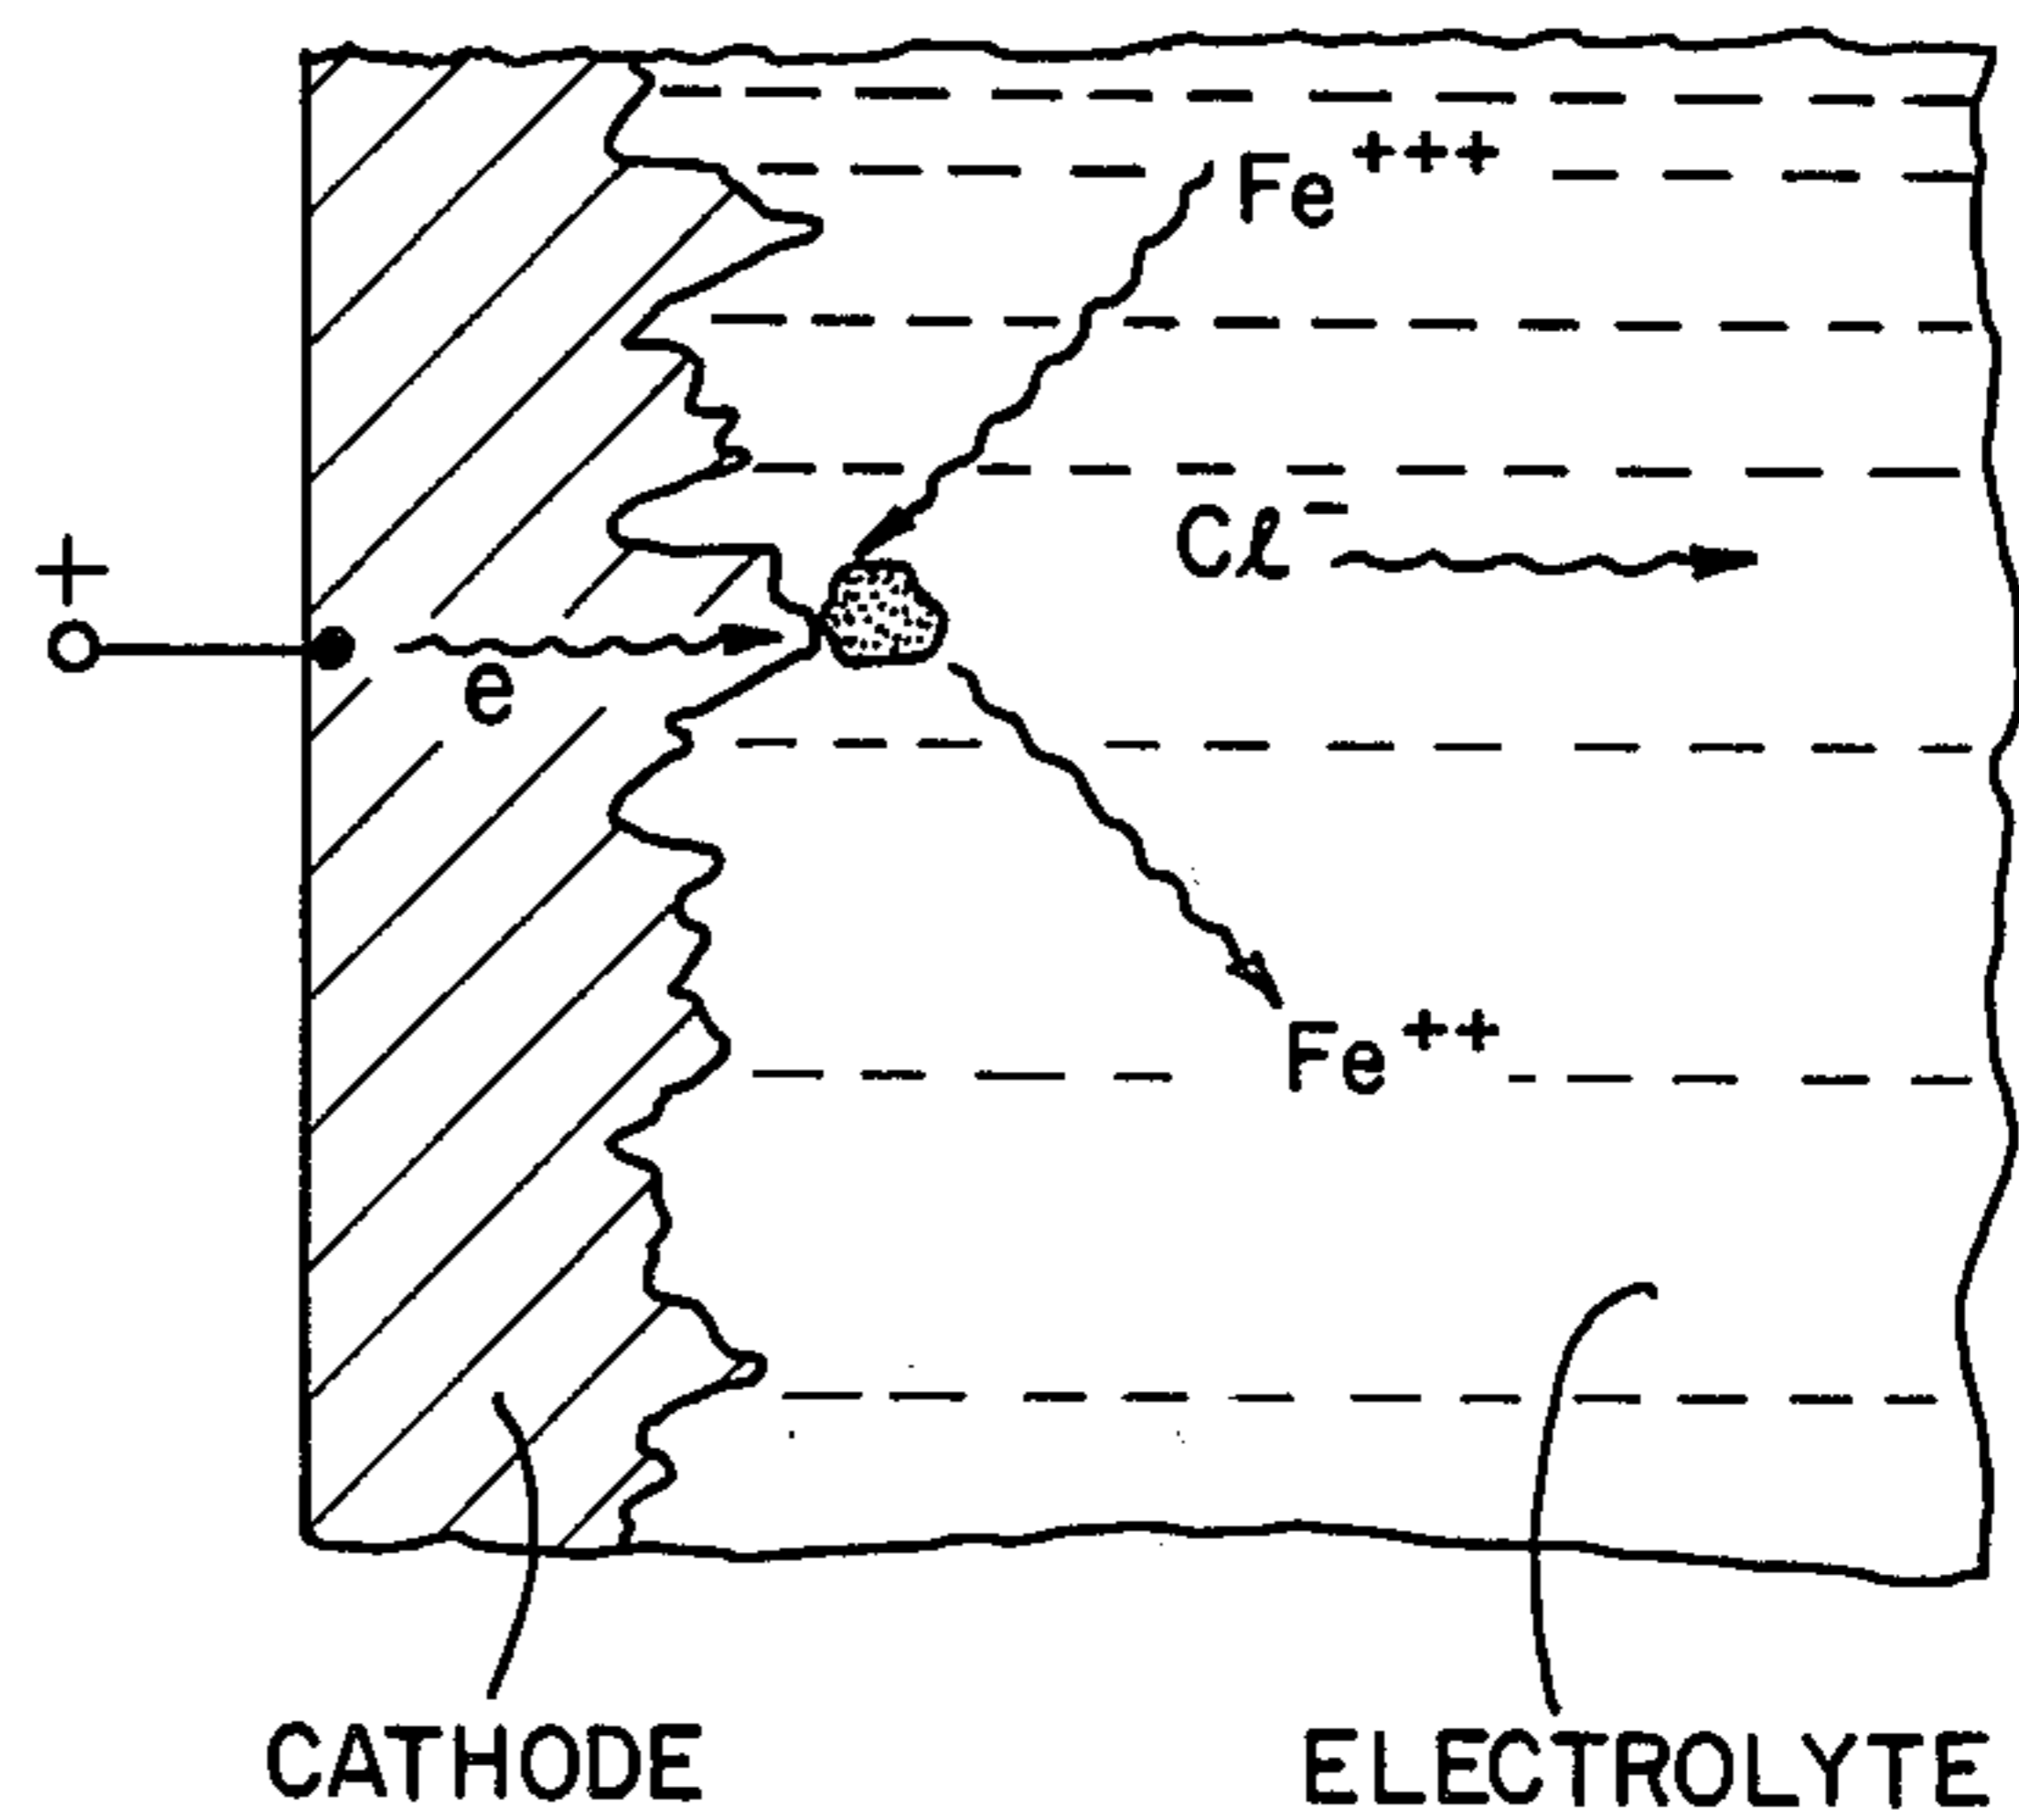 Fe+++
Cℓ-
+
e
Fe++
CATHODE
ELECTROLYTE